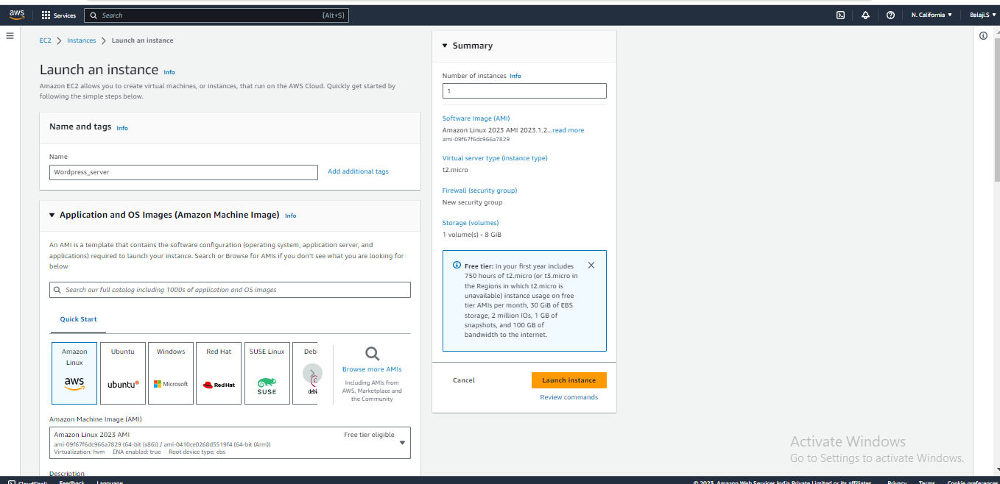 aws
Services
Search
[Alt+S]
N. California
Balaji.S
EC2
Instances
Launch an instance
Launch an instance
Info
Amazon EC2 allows you to create virtual machines, or instances, that run on the AWS Cloud. Quickly get started by
following the simple steps below.
Name and tags
Info
Name
Wordpress_server
Add additional tags
Application and OS Images (Amazon Machine Image)
Info
An AMI is a template that contains the software configuration (operating system, application server, and
applications) required to launch your instance. Search or Browse for AMIs if you don't see what you are looking for
below
Search our full catalog including 1000s of application and OS images
Quick Start
Amazon
Linux
aws
Ubuntu
ubuntu
Windows
Microsoft
Red Hat
Red Hat
SUSE Linux
SUSE
Debi
debi
Browse more AMIs
Including AMIs from
AWS, Marketplace and
the Community
Amazon Machine Image (AMI)
Amazon Linux 2023 AMI
Free tier eligible
ami-09f67f6dc966a7829 (64-bit (x86)) / ami-0410ce0268d5519f4 (64-bit (Arm))
Virtualization: hvm ENA enabled: true Root device type: ebs
Description
Summary
Number of instances Info
1
Software Image (AMI)
Amazon Linux 2023 AMI 2023.1.2...read more
ami-09f67f6dc966a7829
Virtual server type (instance type)
t2.micro
Firewall (security group)
New security group
Storage (volumes)
1 volume(s) - 8 GiB
Free tier: In your first year includes
750 hours of t2.micro (or t3.micro in
the Regions in which t2.micro is
unavailable) instance usage on free
tier AMIs per month, 30 GiB of EBS
storage, 2 million IOs, 1 GB of
snapshots, and 100 GB of
bandwidth to the internet.
Cancel
Launch instance
Review commands
Activate Windows
Go to Settings to activate Windows.
CloudShell
Feedback
Language
© 2023, Amazon Web Services India Private Limited or its affiliates.
Privacy
Terms
Cookie preferences